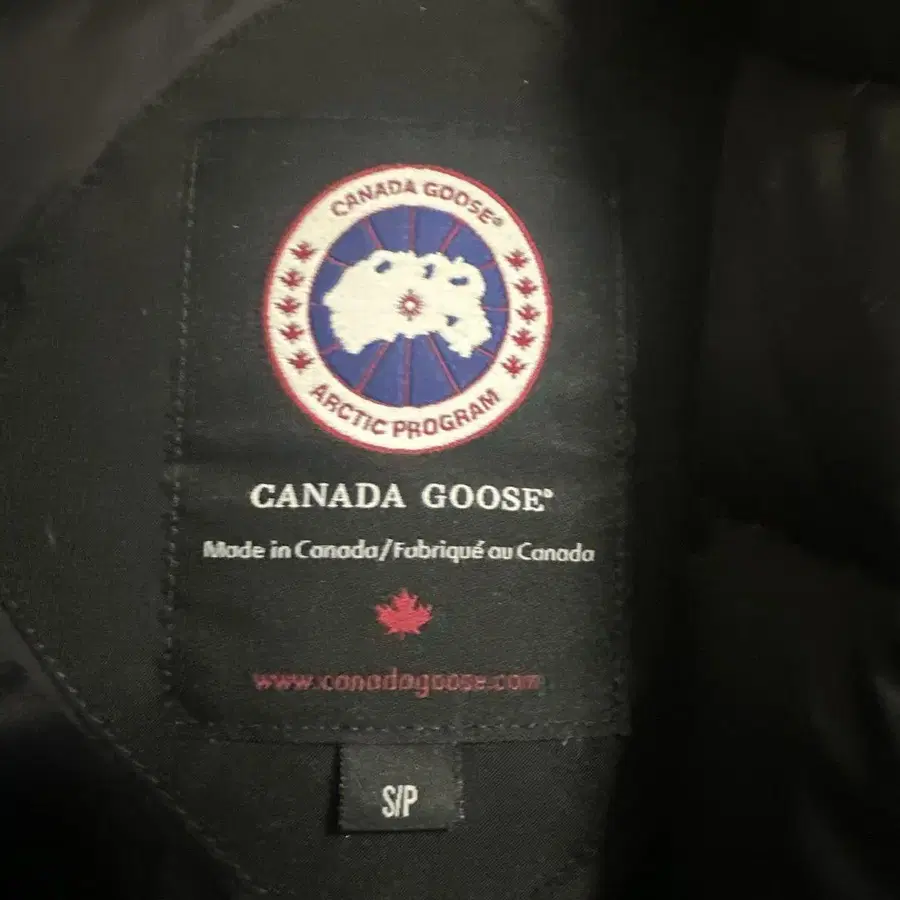 CANADA GOOSE®
ARCTIC PROGRAM
CANADA GOOSE®
Made in Canada/Fabriqué au Canada
www.canadagoose.com
S/P